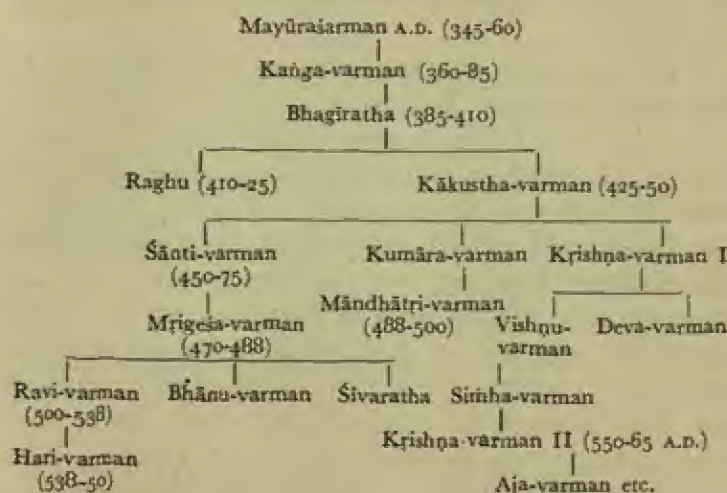 Mayūraśarman A.D. (345-60)
Kaṅga-varman (360-85)
Bhagīratha (385-410)
Raghu (410-25) Kākustha-varman (425-50)
Śānti-varman Kumāra-varman Kṛishṇa-varman I
(450-75)
Māndhātṛi-varman
Mṛigeśa-varman (488-500) Vishṇu- Deva-varman
(470-488) varman
Ravi-varman Bhānu-varman Śivaratha Siṁha-varman
(500-538)
Kṛishṇa-varman II (550-65 A.D.)
Hari-varman
(538-50) Aja-varman etc.